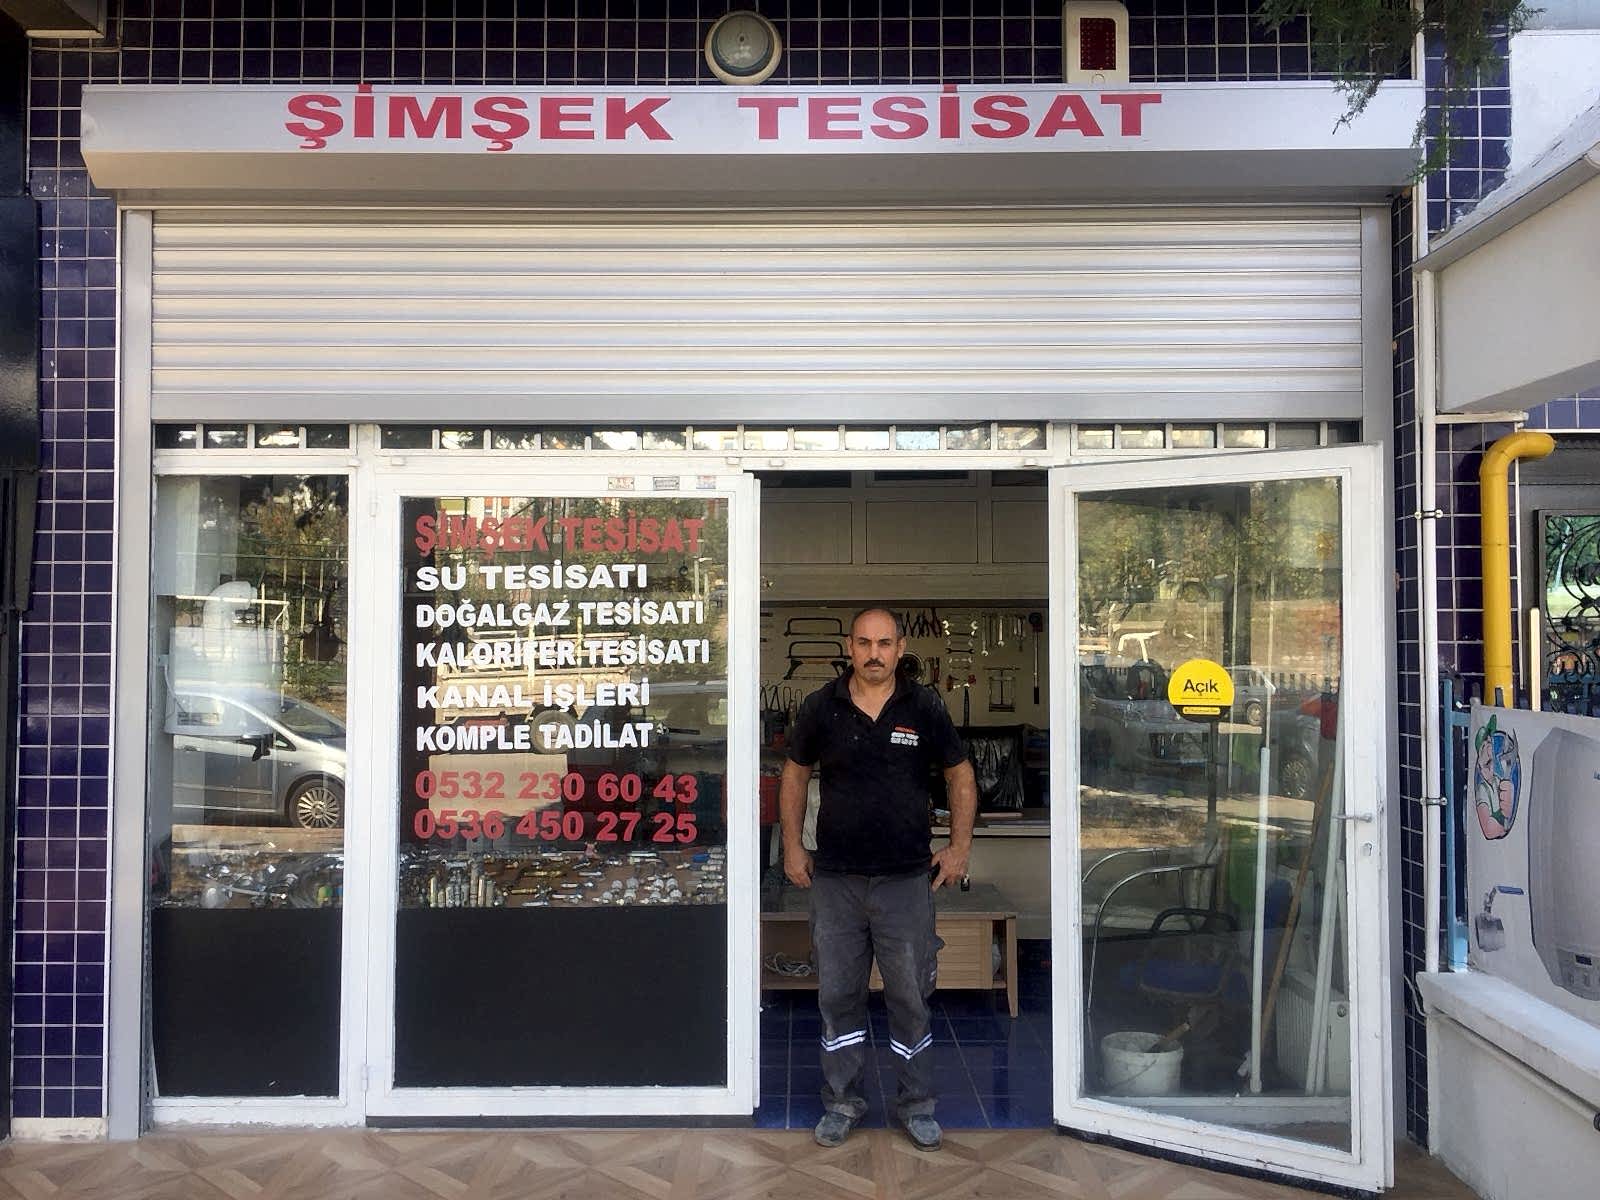 ŞİMŞEK TESİSAT
ŞİMŞEK TESİSAT
SU TESİSATI
DOĞALGAZ TESİSATI
KALORİFER TESİSATI
KANAL İŞLERİ
KOMPLE TADİLAT
0532 230 60 43
0536 450 27 25
Açık